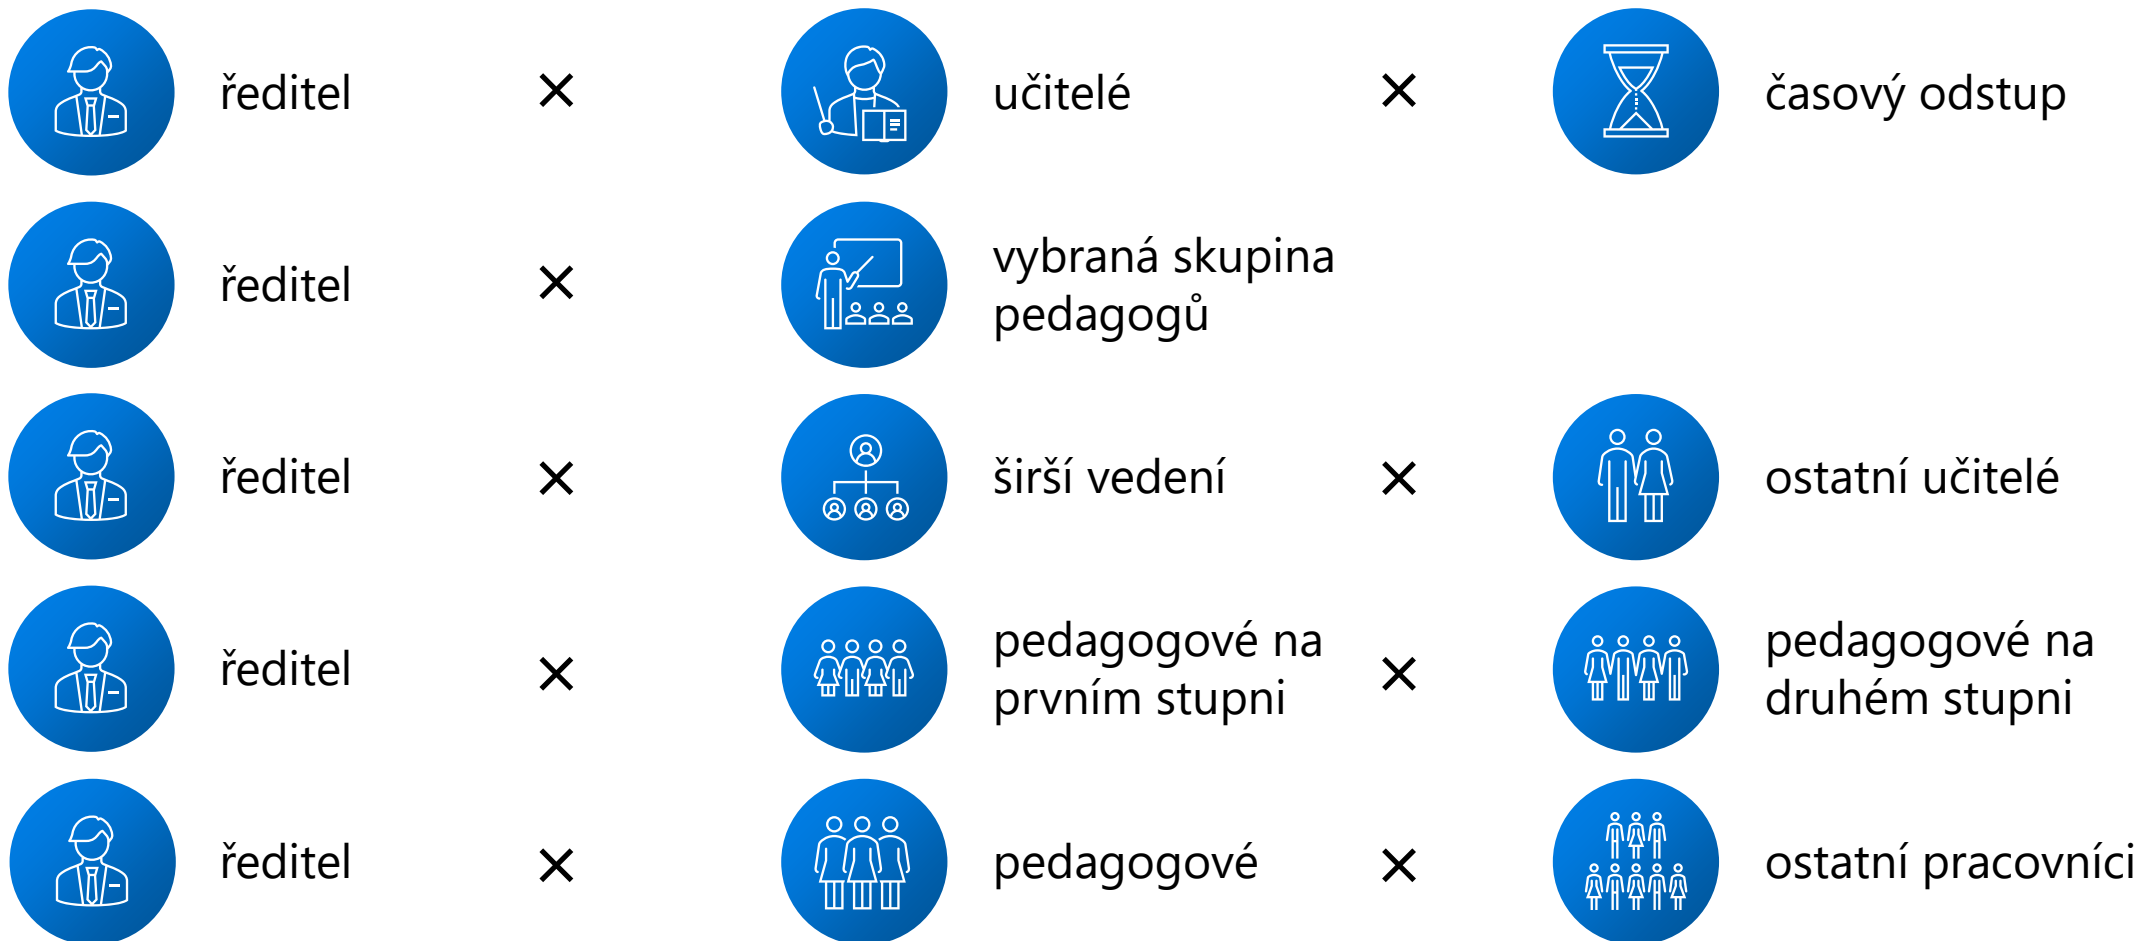 ředitel × učitelé × časový odstup
ředitel × vybraná skupina
pedagogů
ředitel × širší vedení × ostatní učitelé
ředitel × pedagogové na
prvním stupni × pedagogové na
druhém stupni
ředitel × pedagogové × ostatní pracovníci